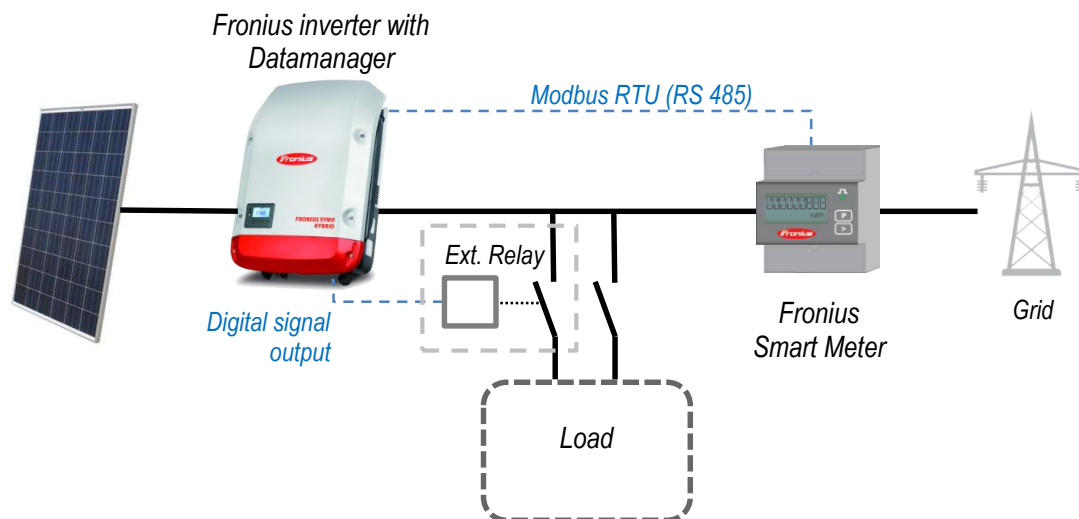 Fronius inverter with
Datamanager
Modbus RTU (RS 485)
Fronius
FRONIUS SYMO
HYBRID
kWh
P
>
Fronius
Ext. Relay
Digital signal
output
Fronius
Smart Meter
Grid
Load